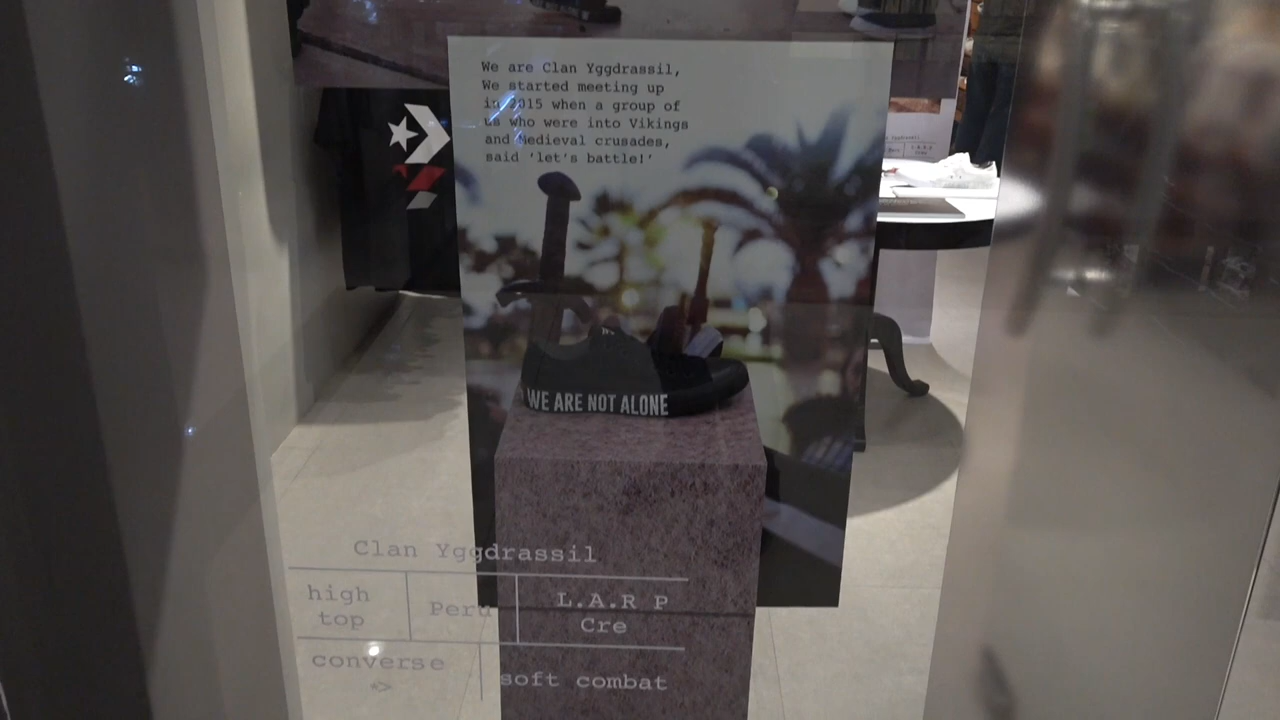 We are Clan Yggdrassil,
We started meeting up
in 2015 when a group of
us who were into Vikings
and Medieval crusades,
said 'let's battle!'
WE ARE NOT ALONE
Clan Yggdrassil
high top
Peru
L.A.R P
Cre
converse
soft combat